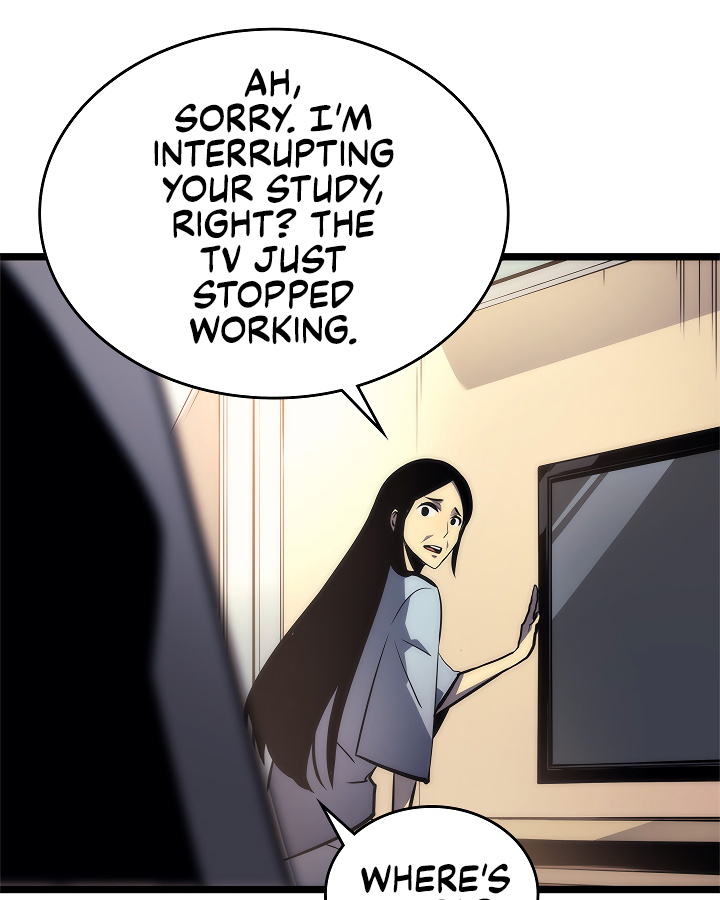 AH,
SORRY. I'M
INTERRUPTING
YOUR STUDY,
RIGHT? THE
TV JUST
STOPPED
WORKING.
WHERE'S